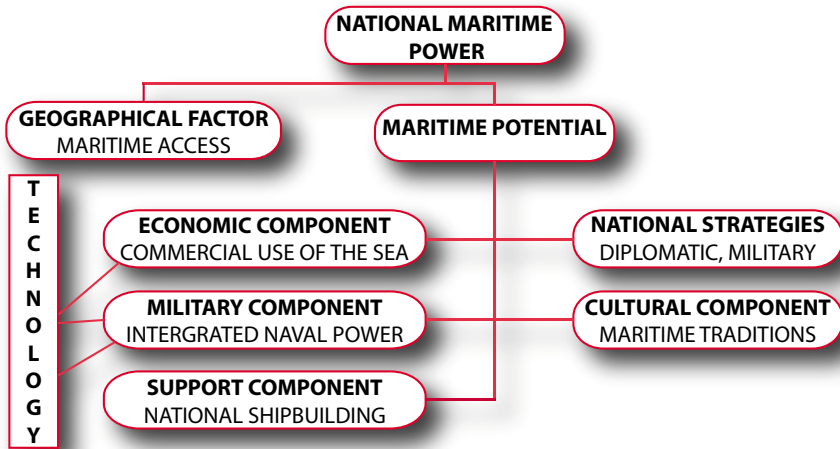 NATIONAL MARITIME
POWER
GEOGRAPHICAL FACTOR
MARITIME ACCESS
MARITIME POTENTIAL
TECHNOLOGY
ECONOMIC COMPONENT
COMMERCIAL USE OF THE SEA
NATIONAL STRATEGIES
DIPLOMATIC, MILITARY
MILITARY COMPONENT
INTERGRATED NAVAL POWER
CULTURAL COMPONENT
MARITIME TRADITIONS
SUPPORT COMPONENT
NATIONAL SHIPBUILDING